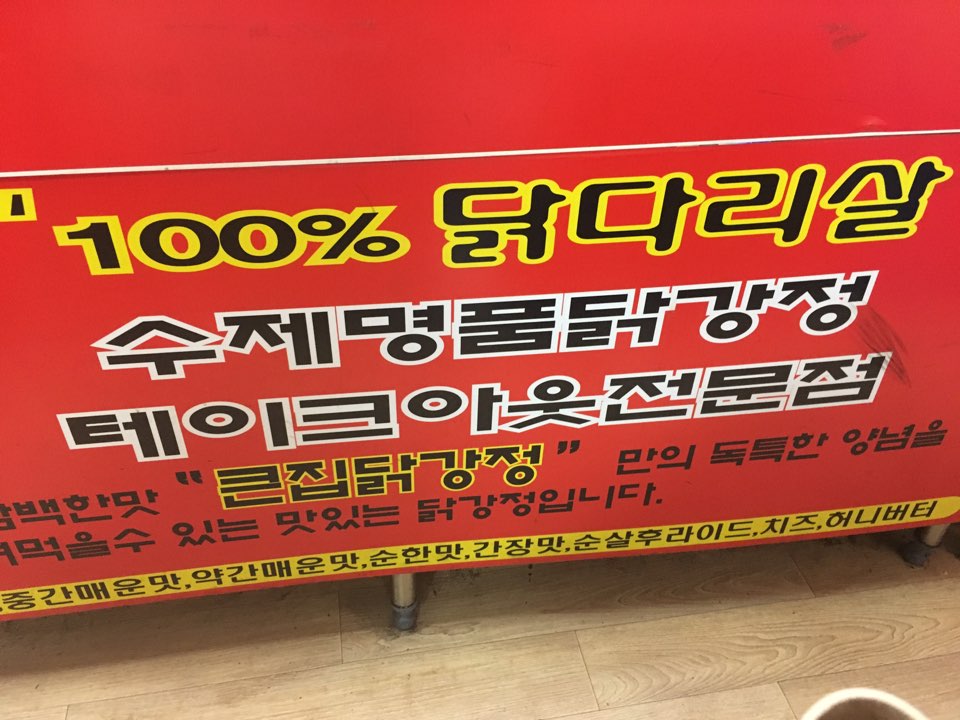 " 100% 닭다리살
수제명품닭강정
테이크아웃전문점
"큰집닭강정" 만의 독특한 양념을
백한맛
먹을수 있는 맛있는 닭강정입니다.
,중간매운맛,약간매운맛,순한맛,간장맛,순살후라이드,치즈,허니버터